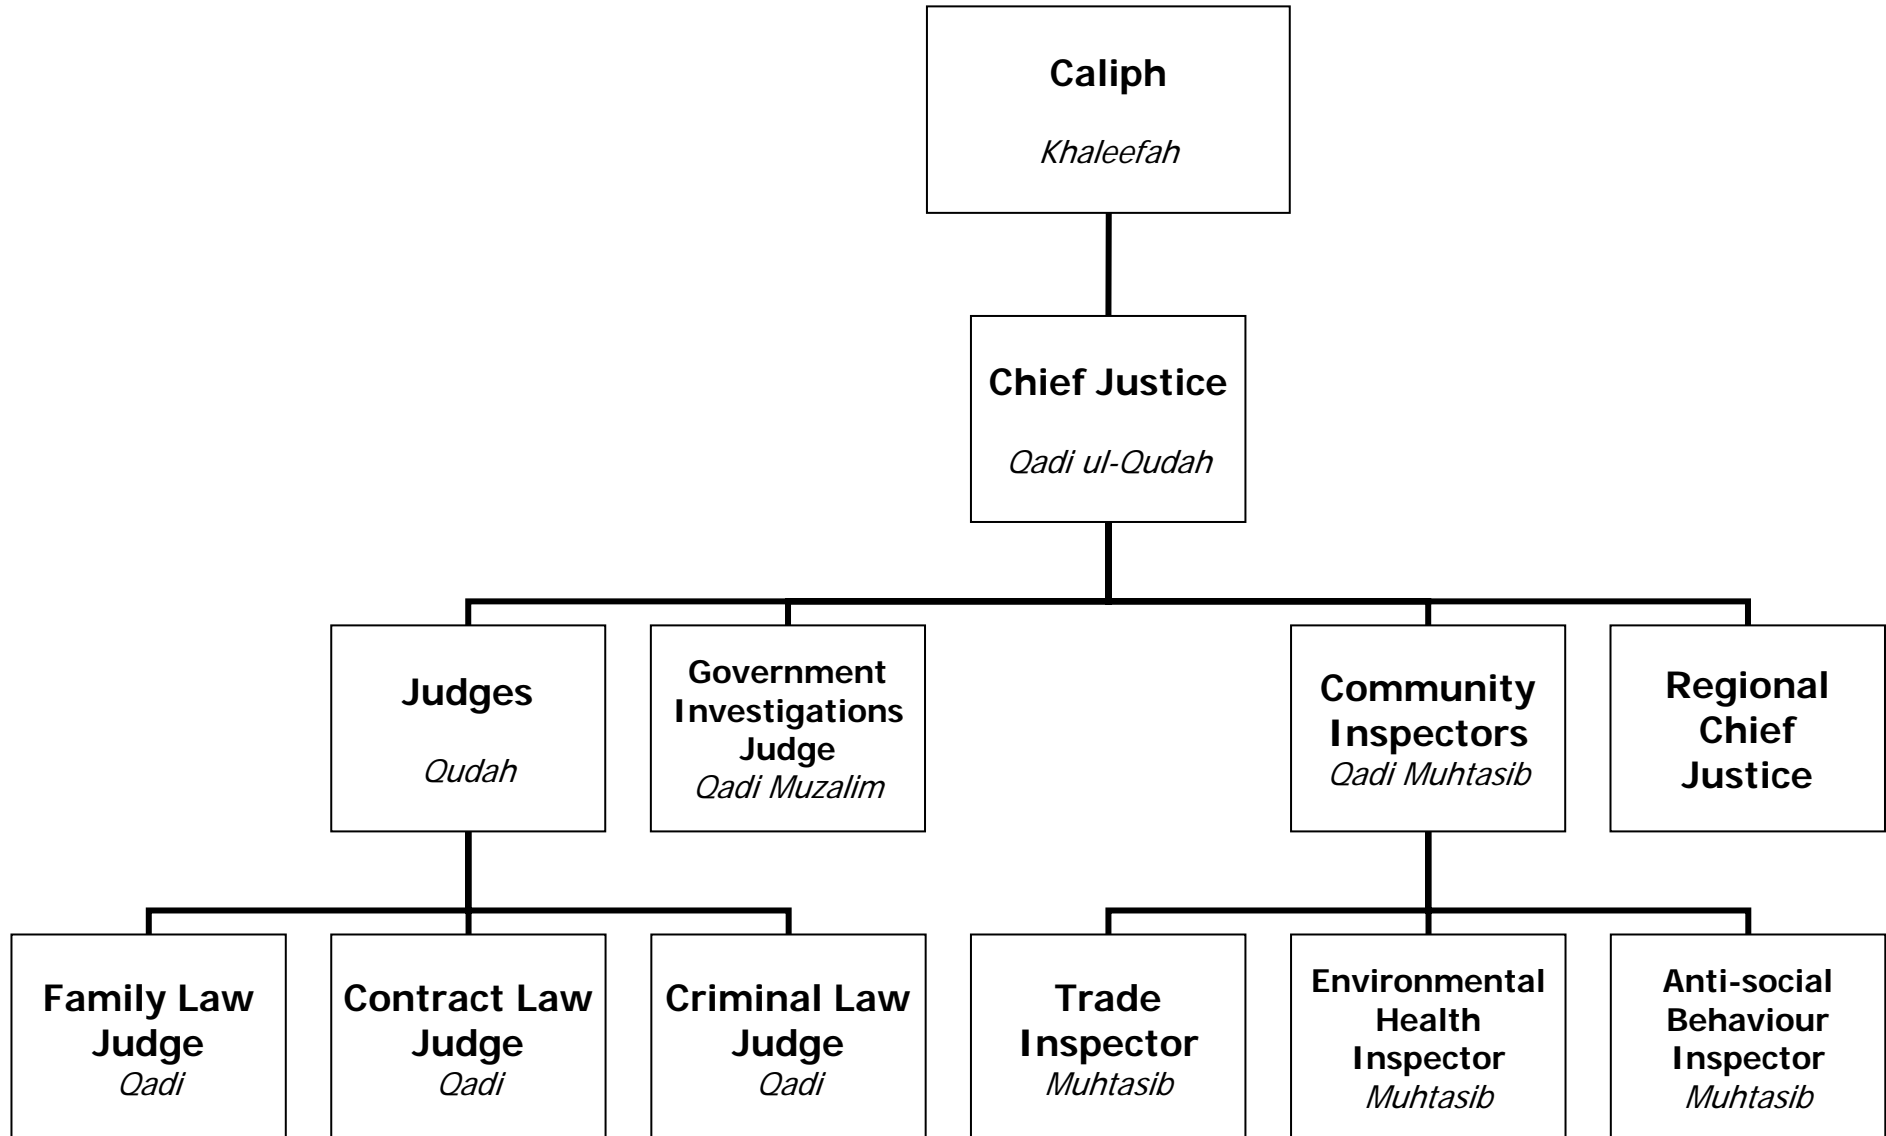 Caliph
Khaleefah
Chief Justice
Qadi ul-Qudah
Judges
Qudah
Government
Investigations
Judge
Qadi Muzalim
Community
Inspectors
Qadi Muhtasib
Regional
Chief
Justice
Family Law
Judge
Qadi
Contract Law
Judge
Qadi
Criminal Law
Judge
Qadi
Trade
Inspector
Muhtasib
Environmental
Health
Inspector
Muhtasib
Anti-social
Behaviour
Inspector
Muhtasib